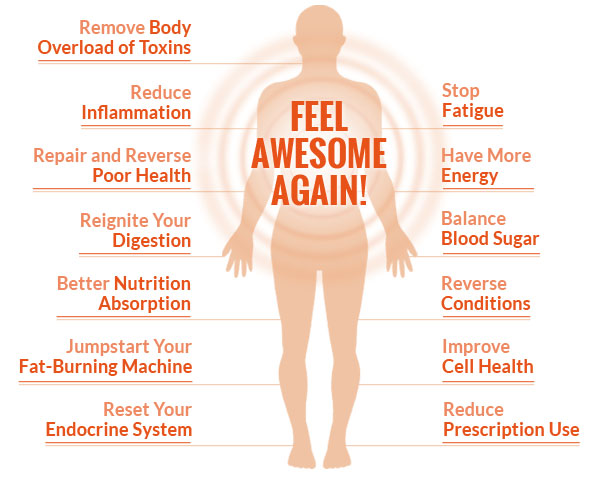 Remove Body
Overload of Toxins
Reduce
Inflammation
Repair and Reverse
Poor Health
Reignite Your
Digestion
Better Nutrition
Absorption
Jumpstart Your
Fat-Burning Machine
Reset Your
Endocrine System
FEEL
AWESOME
AGAIN!
Stop
Fatigue
Have More
Energy
Balance
Blood Sugar
Reverse
Conditions
Improve
Cell Health
Reduce
Prescription Use